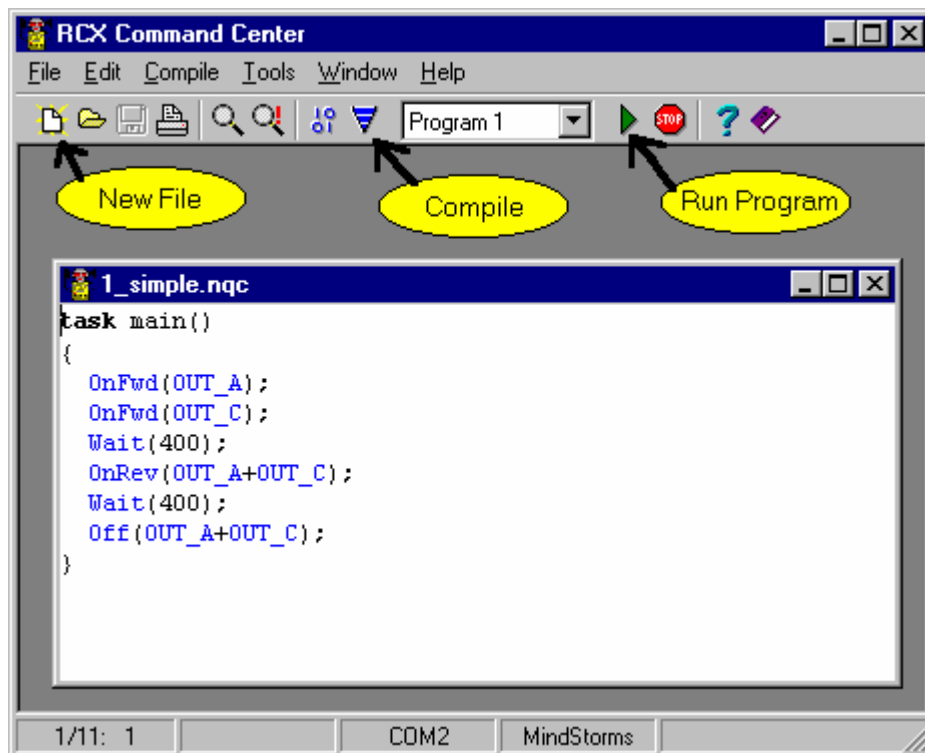 RCX Command Center
File Edit Compile Tools Window Help
Program 1
STOP
New File
Compile
Run Program
1_simple.nqc
task main()
{
OnFwd(OUT_A);
OnFwd(OUT_C);
Wait(400);
OnRev(OUT_A+OUT_C);
Wait(400);
Off(OUT_A+OUT_C);
}
1/11: 1 COM2 MindStorms